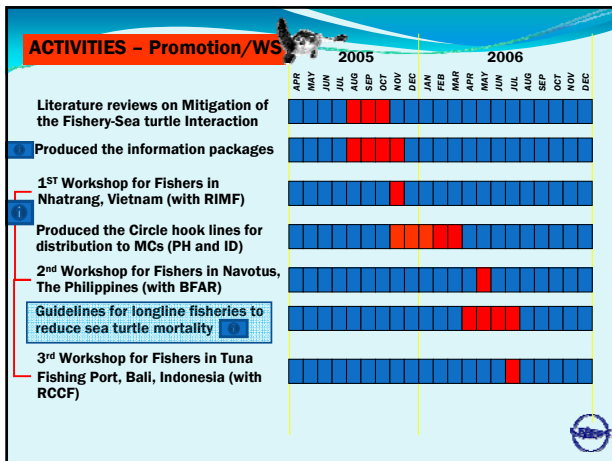 ACTIVITIES – Promotion/WS
2005 2006
APR MAY JUN JUL AUG SEP OCT NOV DEC JAN FEB MAR APR MAY JUN JUL AUG SEP OCT NOV DEC
Literature reviews on Mitigation of
the Fishery-Sea turtle Interaction
Produced the information packages
1ST Workshop for Fishers in
Nhatrang, Vietnam (with RIMF)
Produced the Circle hook lines for
distribution to MCs (PH and ID)
2nd Workshop for Fishers in Navotus,
The Philippines (with BFAR)
Guidelines for longline fisheries to
reduce sea turtle mortality
3rd Workshop for Fishers in Tuna
Fishing Port, Bali, Indonesia (with
RCCF)